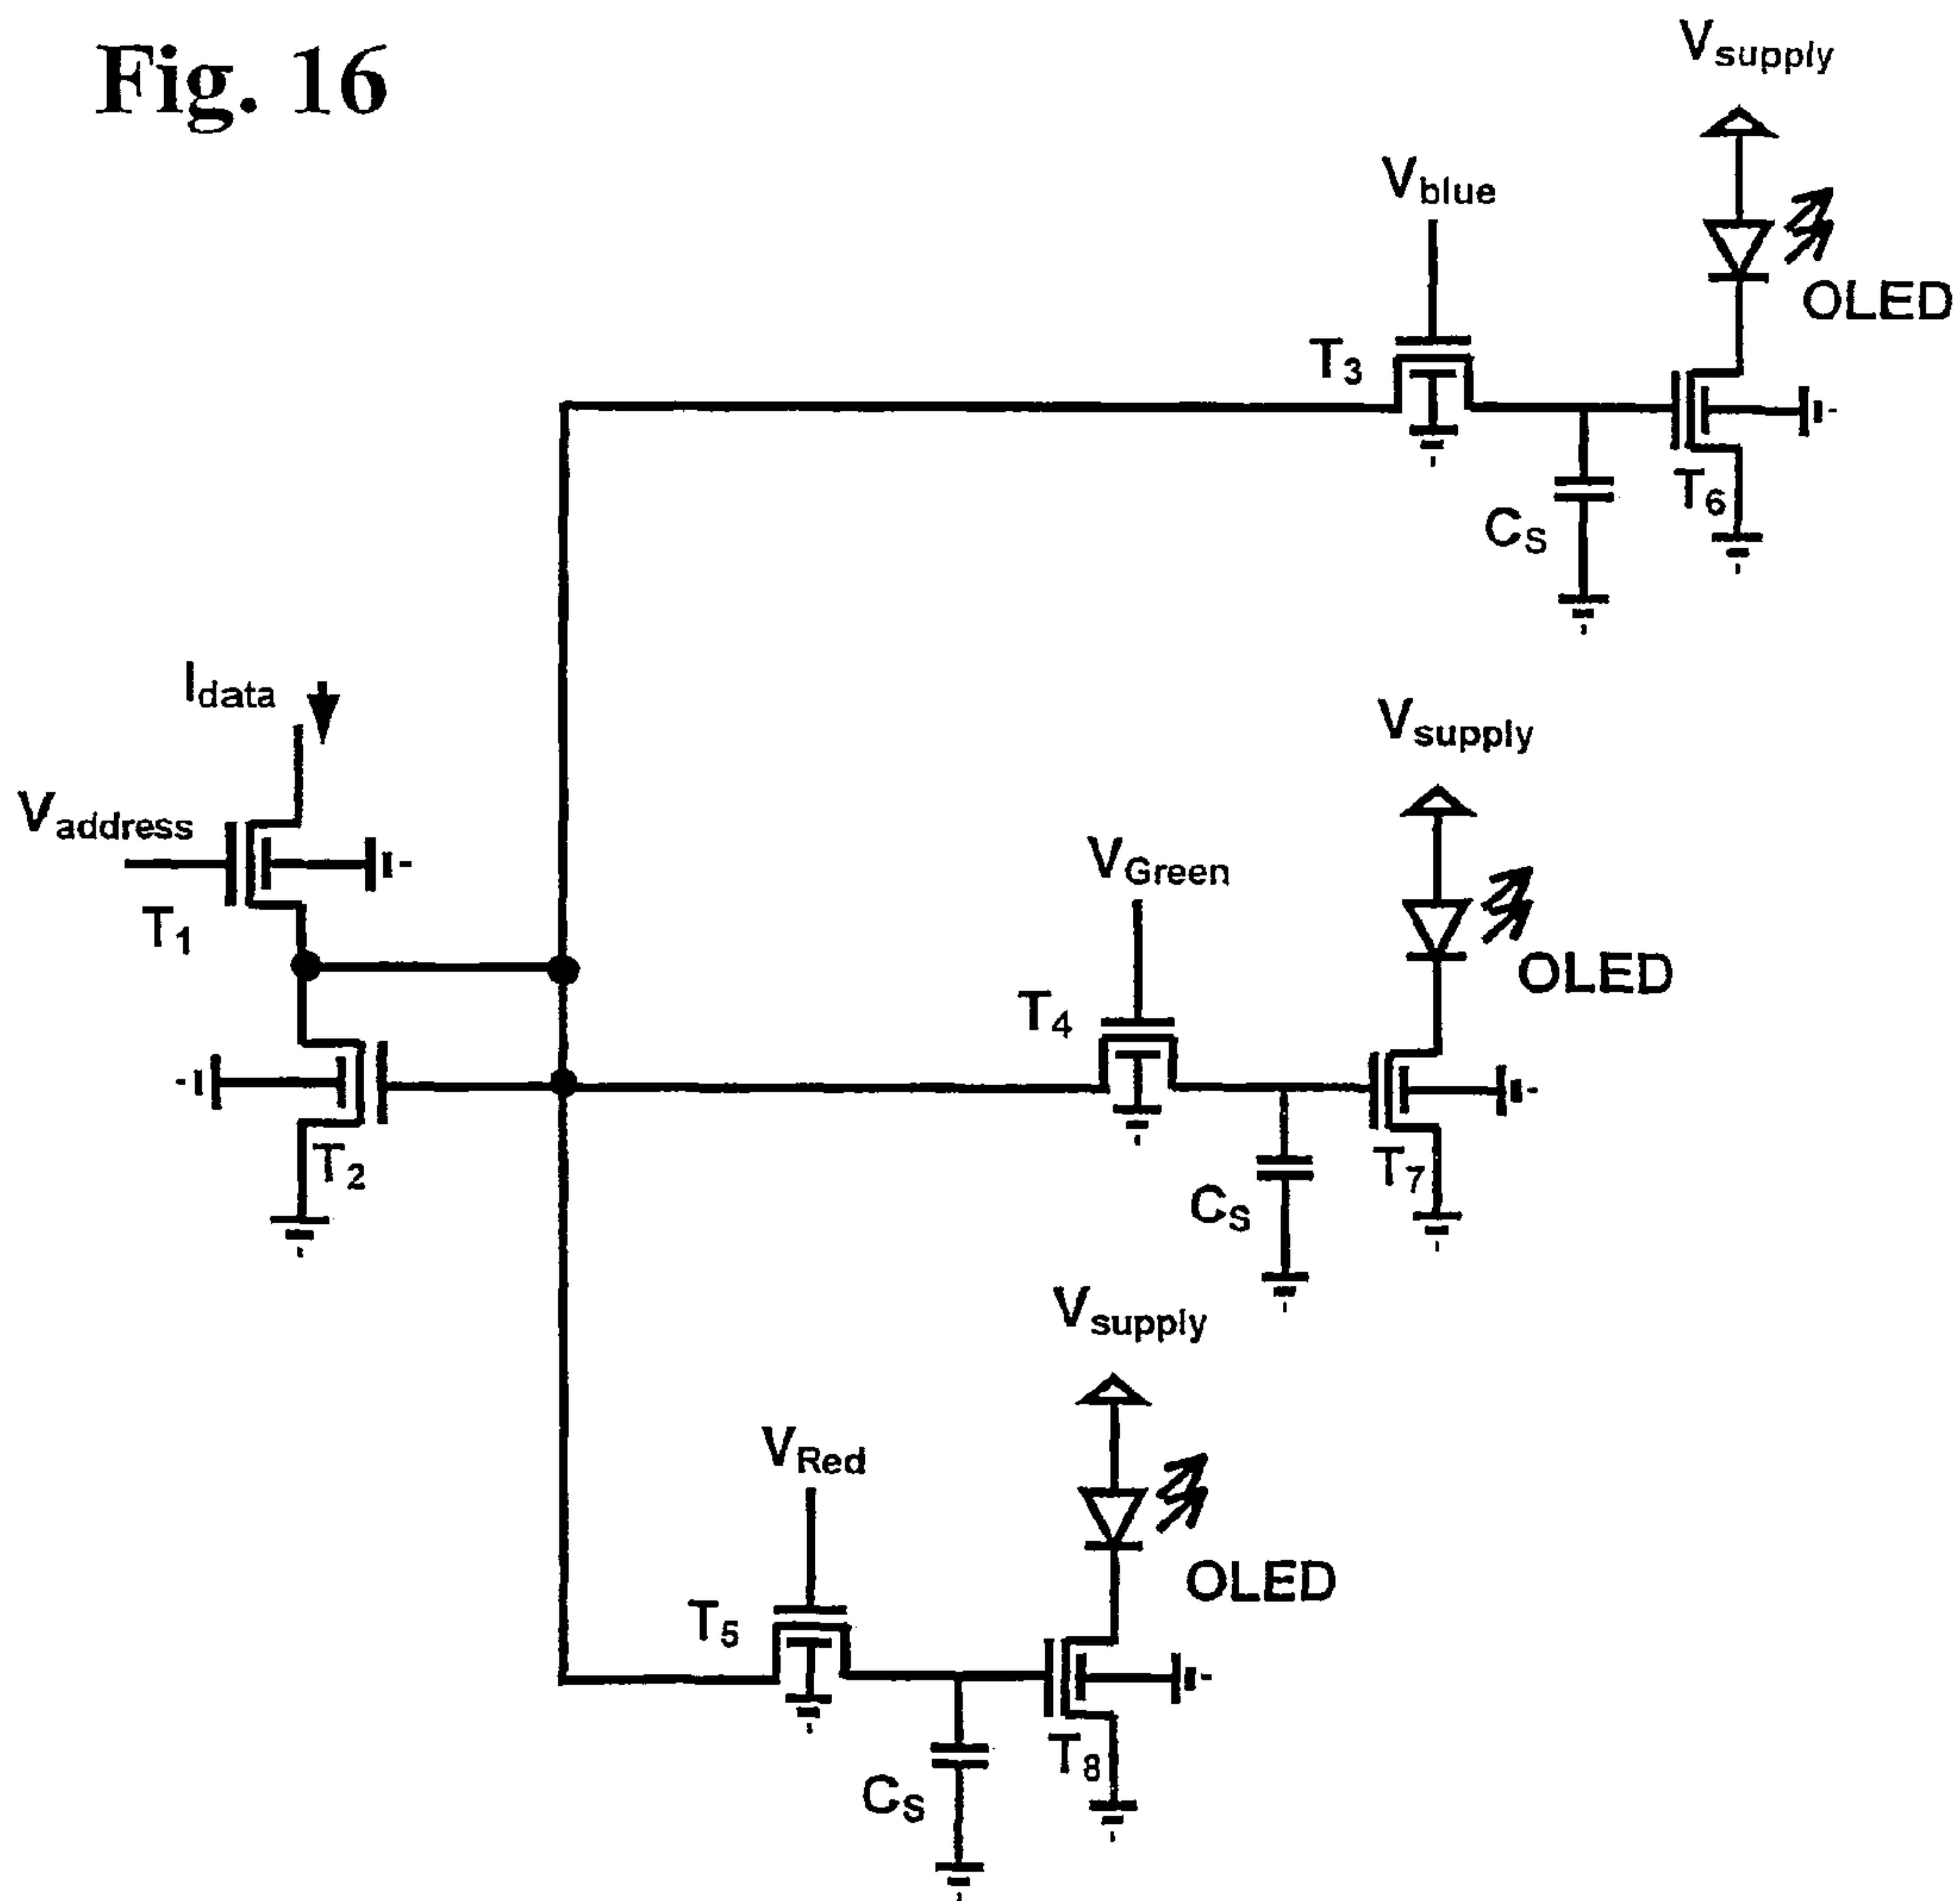 Fig. 16
Vsupply
Vblue
OLED
T3
T6
CS
Idata
Vsupply
Vaddress
VGreen
T1
OLED
T4
T2
T7
CS
Vsupply
VRed
OLED
T5
T8
CS